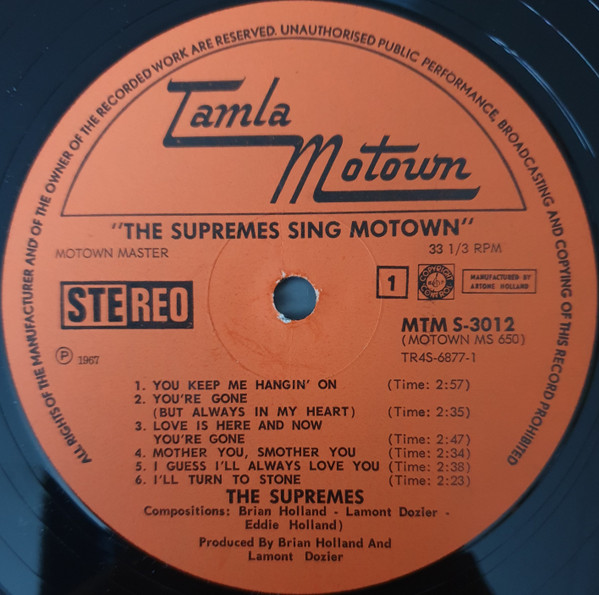 ALL RIGHTS OF THE MANUFACTURER AND OF THE OWNER OF THE RECORDED WORK ARE RESERVED. UNAUTHORISED PUBLIC PERFORMANCE, BROADCASTING AND COPYING OF THIS RECORD PROHIBITED
Tamla
Motown
"THE SUPREMES SING MOTOWN"
MOTOWN MASTER 33 1/3 RPM
STEREO 1 MANUFACTURED BY
ARTONE HOLLAND
MTM S-3012
(MOTOWN MS 650)
TR4S-6877-1
Ⓟ 1967
1. YOU KEEP ME HANGIN' ON (Time: 2:57)
2. YOU'RE GONE
(BUT ALWAYS IN MY HEART) (Time: 2:35)
3. LOVE IS HERE AND NOW
YOU'RE GONE (Time: 2:47)
4. MOTHER YOU, SMOTHER YOU (Time: 2:34)
5. I GUESS I'LL ALWAYS LOVE YOU (Time: 2:38)
6. I'LL TURN TO STONE (Time: 2:23)
THE SUPREMES
Compositions: Brian Holland - Lamont Dozier -
Eddie Holland)
Produced By Brian Holland And
Lamont Dozier